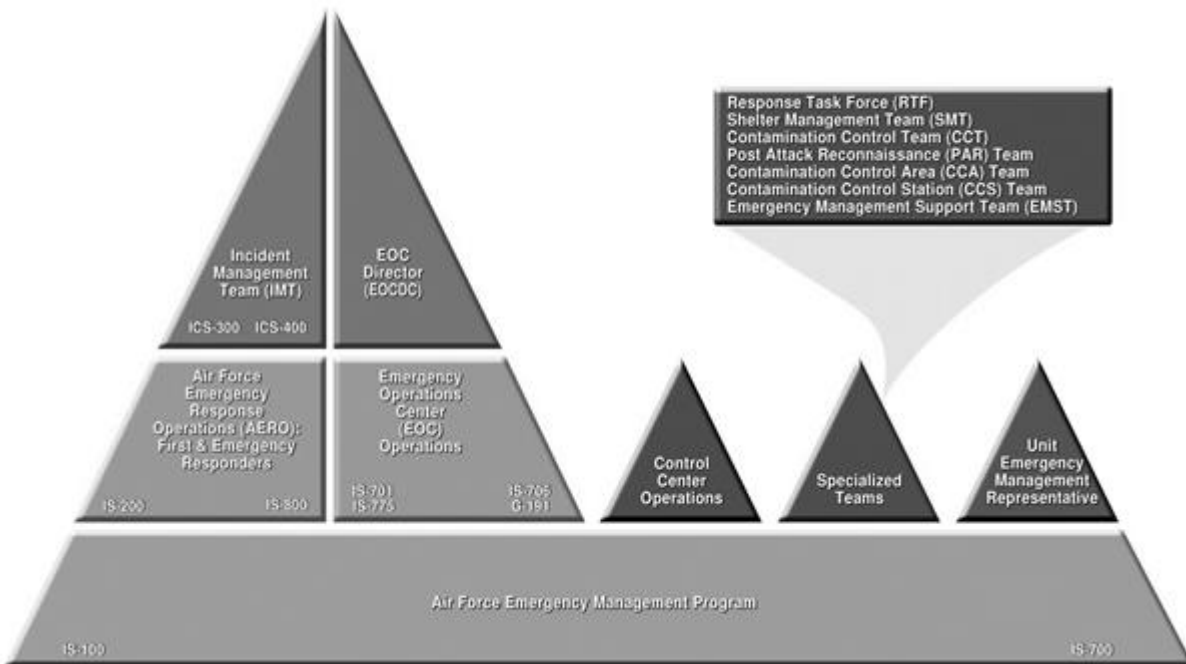 Response Task Force (RTF)
Shelter Management Team (SMT)
Contamination Control Team (CCT)
Post Attack Reconnaissance (PAR) Team
Contamination Control Area (CCA) Team
Contamination Control Station (CCS) Team
Emergency Management Support Team (EMST)
Incident
Management
Team (IMT)
ICS-300 ICS-400
EOC
Director
(EOCDC)
Air Force
Emergency
Response
Operations (AERO):
First & Emergency
Responders
IS-200 IS-800
Emergency
Operations
Center
(EOC)
Operations
IS-701 IS-706
IS-775 G-191
Control
Center
Operations
Specialized
Teams
Unit
Emergency
Management
Representative
Air Force Emergency Management Program
IS-100 IS-700